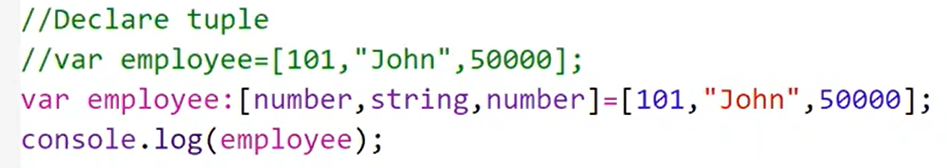 //Declare tuple
//var employee=[101,"John",50000];
var employee:[number,string,number]=[101,"John",50000];
console.log(employee);